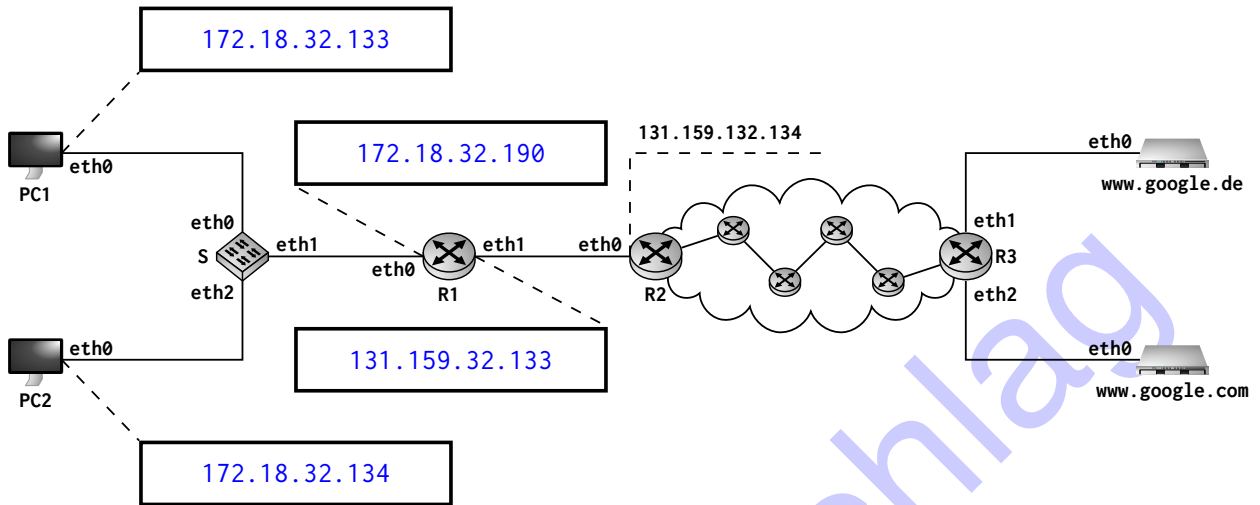 172.18.32.133
eth0
PC1
172.18.32.190
131.159.132.134
eth0
www.google.de
eth0
S
eth1
eth2
eth0
R1
eth1
eth0
R2
eth1
R3
eth2
131.159.32.133
eth0
PC2
eth0
www.google.com
172.18.32.134